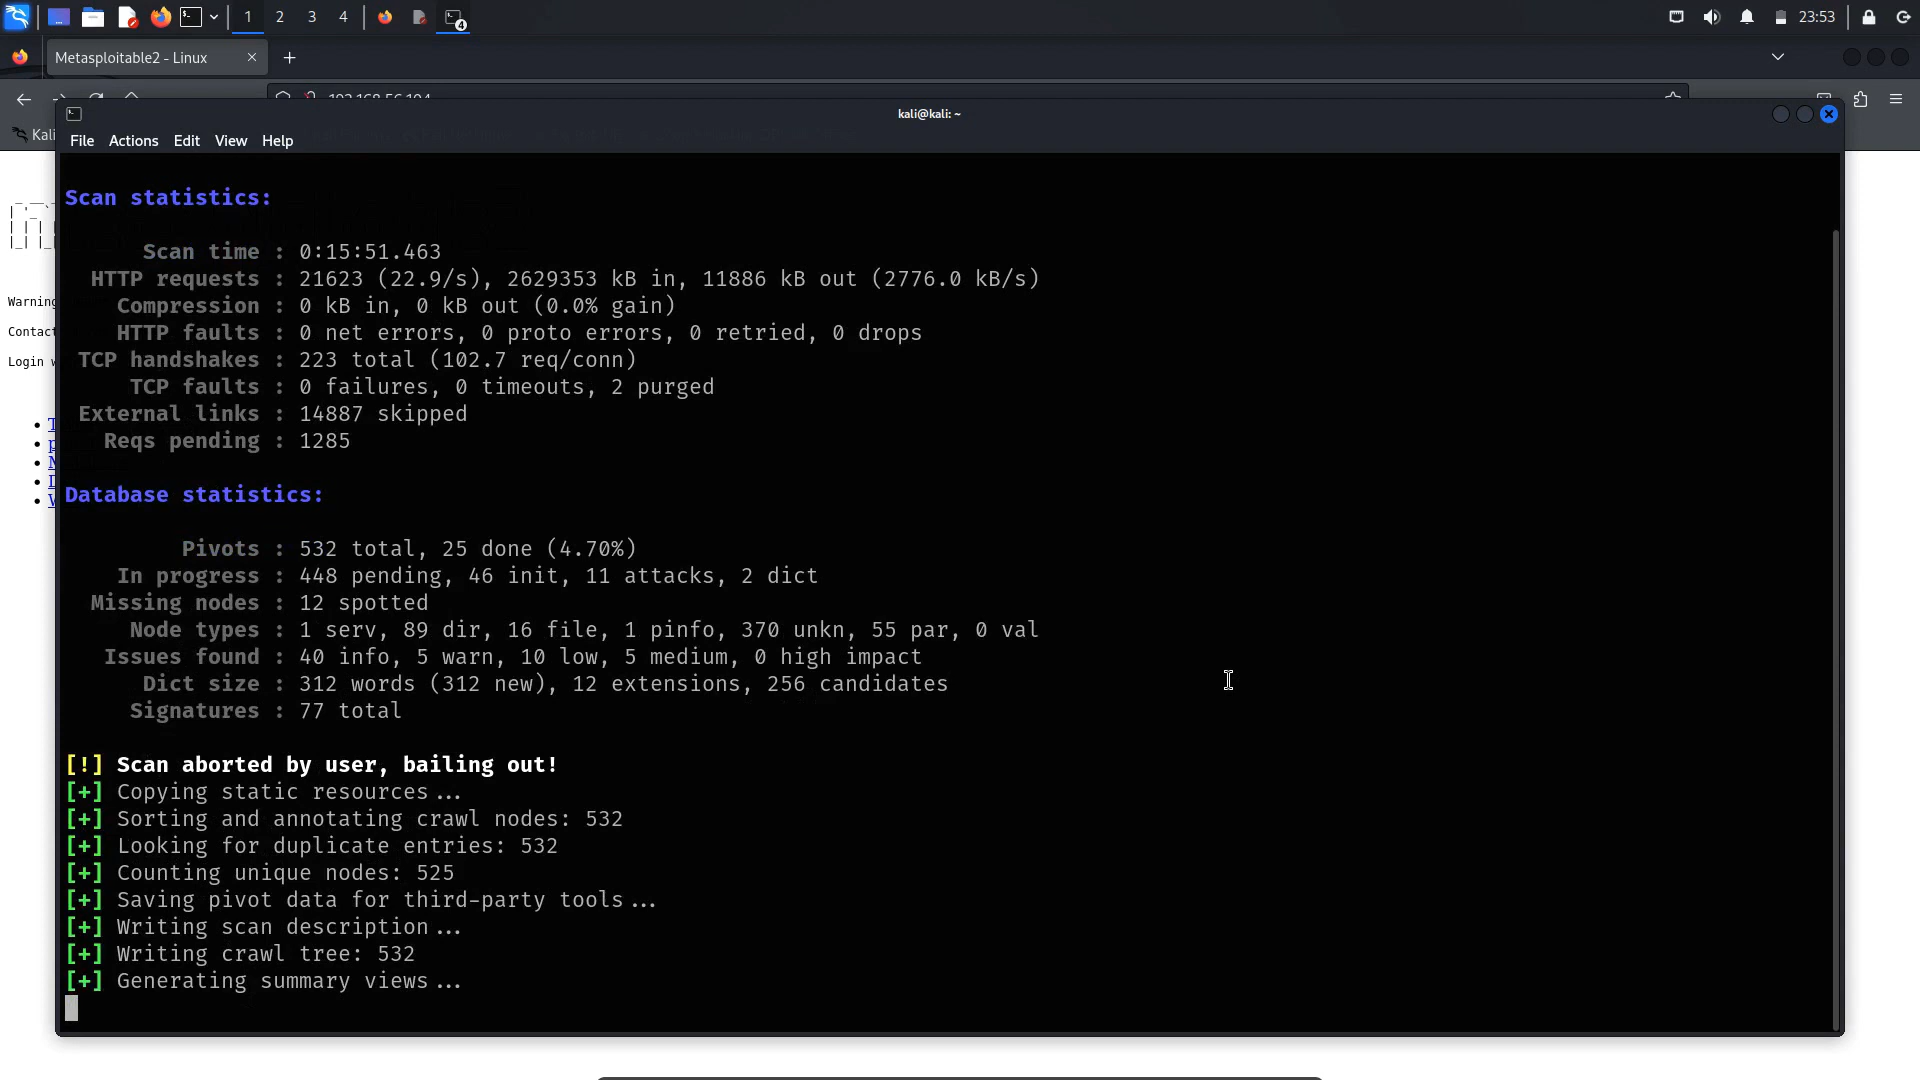 1 2 3 4
4
23:53
Metasploitable2 - Linux
kali@kali: ~
File Actions Edit View Help
Kali
Warning
Contact
Login
Scan statistics:
Scan time : 0:15:51.463
HTTP requests : 21623 (22.9/s), 2629353 kB in, 11886 kB out (2776.0 kB/s)
Compression : 0 kB in, 0 kB out (0.0% gain)
HTTP faults : 0 net errors, 0 proto errors, 0 retried, 0 drops
TCP handshakes : 223 total (102.7 req/conn)
TCP faults : 0 failures, 0 timeouts, 2 purged
External links : 14887 skipped
Reqs pending : 1285
Database statistics:
Pivots : 532 total, 25 done (4.70%)
In progress : 448 pending, 46 init, 11 attacks, 2 dict
Missing nodes : 12 spotted
Node types : 1 serv, 89 dir, 16 file, 1 pinfo, 370 unkn, 55 par, 0 val
Issues found : 40 info, 5 warn, 10 low, 5 medium, 0 high impact
Dict size : 312 words (312 new), 12 extensions, 256 candidates
Signatures : 77 total
[!] Scan aborted by user, bailing out!
[+] Copying static resources...
[+] Sorting and annotating crawl nodes: 532
[+] Looking for duplicate entries: 532
[+] Counting unique nodes: 525
[+] Saving pivot data for third-party tools...
[+] Writing scan description...
[+] Writing crawl tree: 532
[+] Generating summary views...